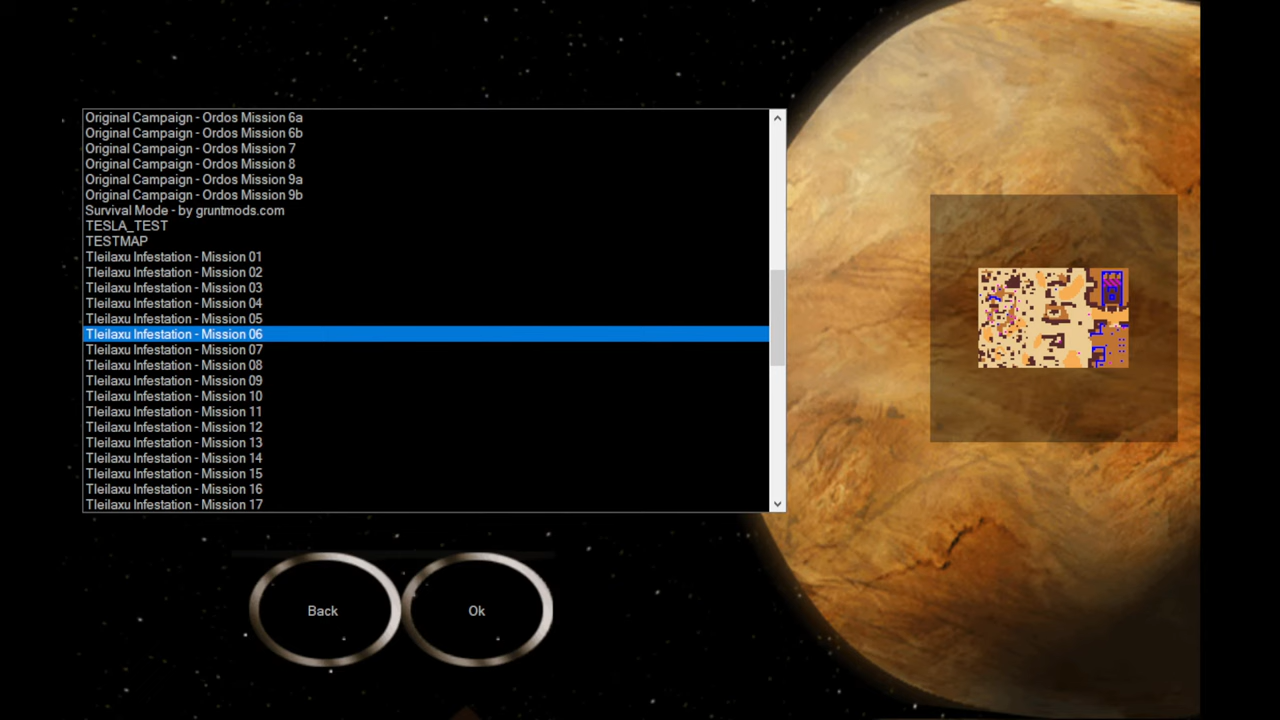 Original Campaign - Ordos Mission 6a
Original Campaign - Ordos Mission 6b
Original Campaign - Ordos Mission 7
Original Campaign - Ordos Mission 8
Original Campaign - Ordos Mission 9a
Original Campaign - Ordos Mission 9b
Survival Mode - by gruntmods.com
TESLA_TEST
TESTMAP
Tleilaxu Infestation - Mission 01
Tleilaxu Infestation - Mission 02
Tleilaxu Infestation - Mission 03
Tleilaxu Infestation - Mission 04
Tleilaxu Infestation - Mission 05
Tleilaxu Infestation - Mission 06
Tleilaxu Infestation - Mission 07
Tleilaxu Infestation - Mission 08
Tleilaxu Infestation - Mission 09
Tleilaxu Infestation - Mission 10
Tleilaxu Infestation - Mission 11
Tleilaxu Infestation - Mission 12
Tleilaxu Infestation - Mission 13
Tleilaxu Infestation - Mission 14
Tleilaxu Infestation - Mission 15
Tleilaxu Infestation - Mission 16
Tleilaxu Infestation - Mission 17
Back
Ok